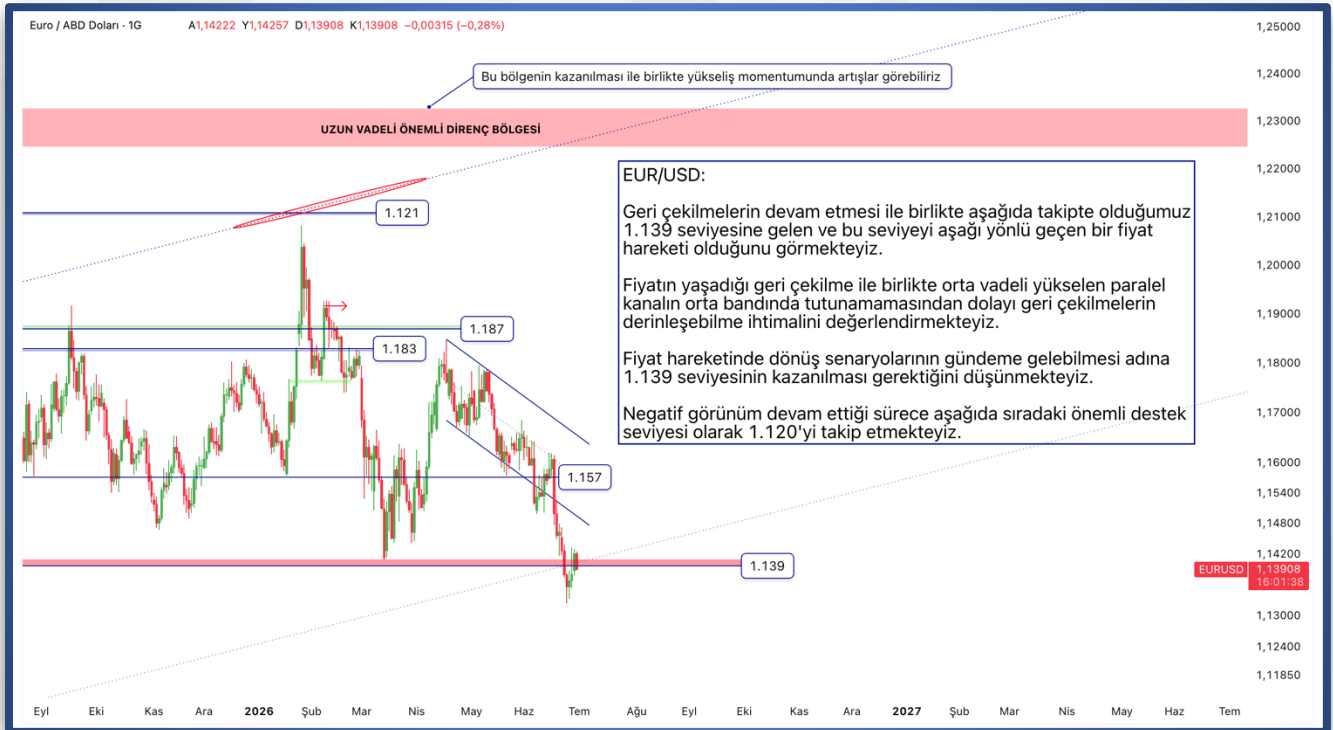 Euro / ABD Doları · 1G A1,14222 Y1,14257 D1,13908 K1,13908 −0,00315 (−0,28%)
Bu bölgenin kazanılması ile birlikte yükseliş momentumunda artışlar görebiliriz
UZUN VADELİ ÖNEMLİ DİRENÇ BÖLGESİ
EUR/USD:
Geri çekilmelerin devam etmesi ile birlikte aşağıda takipte olduğumuz
1.139 seviyesine gelen ve bu seviyeyi aşağı yönlü geçen bir fiyat
hareketi olduğunu görmekteyiz.
Fiyatın yaşadığı geri çekilme ile birlikte orta vadeli yükselen paralel
kanalın orta bandında tutunamamasından dolayı geri çekilmelerin
derinleşebilme ihtimalini değerlendirmekteyiz.
Fiyat hareketinde dönüş senaryolarının gündeme gelebilmesi adına
1.139 seviyesinin kazanılması gerektiğini düşünmekteyiz.
Negatif görünüm devam ettiği sürece aşağıda sıradaki önemli destek
seviyesi olarak 1.120'yi takip etmekteyiz.
1.121
1.187
1.183
1.157
1.139
1,25000
1,24000
1,23000
1,22000
1,21000
1,20000
1,19000
1,18000
1,17000
1,16000
1,15400
1,14800
1,14200
EURUSD 1,13908
16:01:38
1,13000
1,12400
1,11850
Eyl Eki Kas Ara 2026 Şub Mar Nis May Haz Tem Ağu Eyl Eki Kas Ara 2027 Şub Mar Nis May Haz Tem